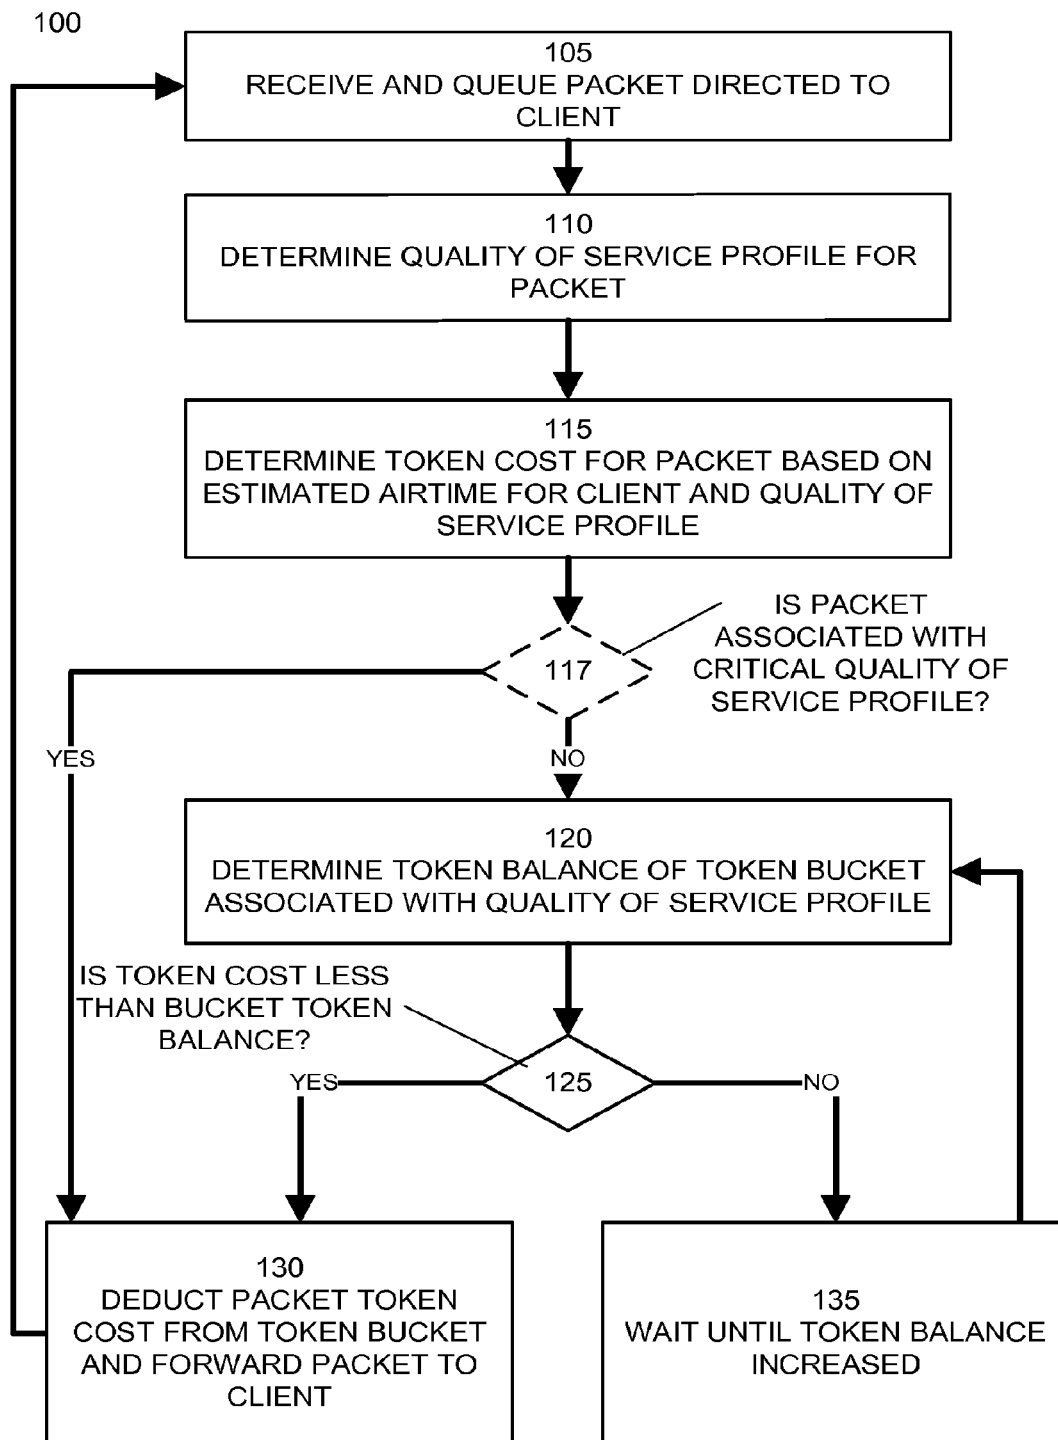 100
105
RECEIVE AND QUEUE PACKET DIRECTED TO
CLIENT
110
DETERMINE QUALITY OF SERVICE PROFILE FOR
PACKET
115
DETERMINE TOKEN COST FOR PACKET BASED ON
ESTIMATED AIRTIME FOR CLIENT AND QUALITY OF
SERVICE PROFILE
117
IS PACKET
ASSOCIATED WITH
CRITICAL QUALITY OF
SERVICE PROFILE?
YES
NO
120
DETERMINE TOKEN BALANCE OF TOKEN BUCKET
ASSOCIATED WITH QUALITY OF SERVICE PROFILE
IS TOKEN COST LESS
THAN BUCKET TOKEN
BALANCE?
125
YES
NO
130
DEDUCT PACKET TOKEN
COST FROM TOKEN BUCKET
AND FORWARD PACKET TO
CLIENT
135
WAIT UNTIL TOKEN BALANCE
INCREASED